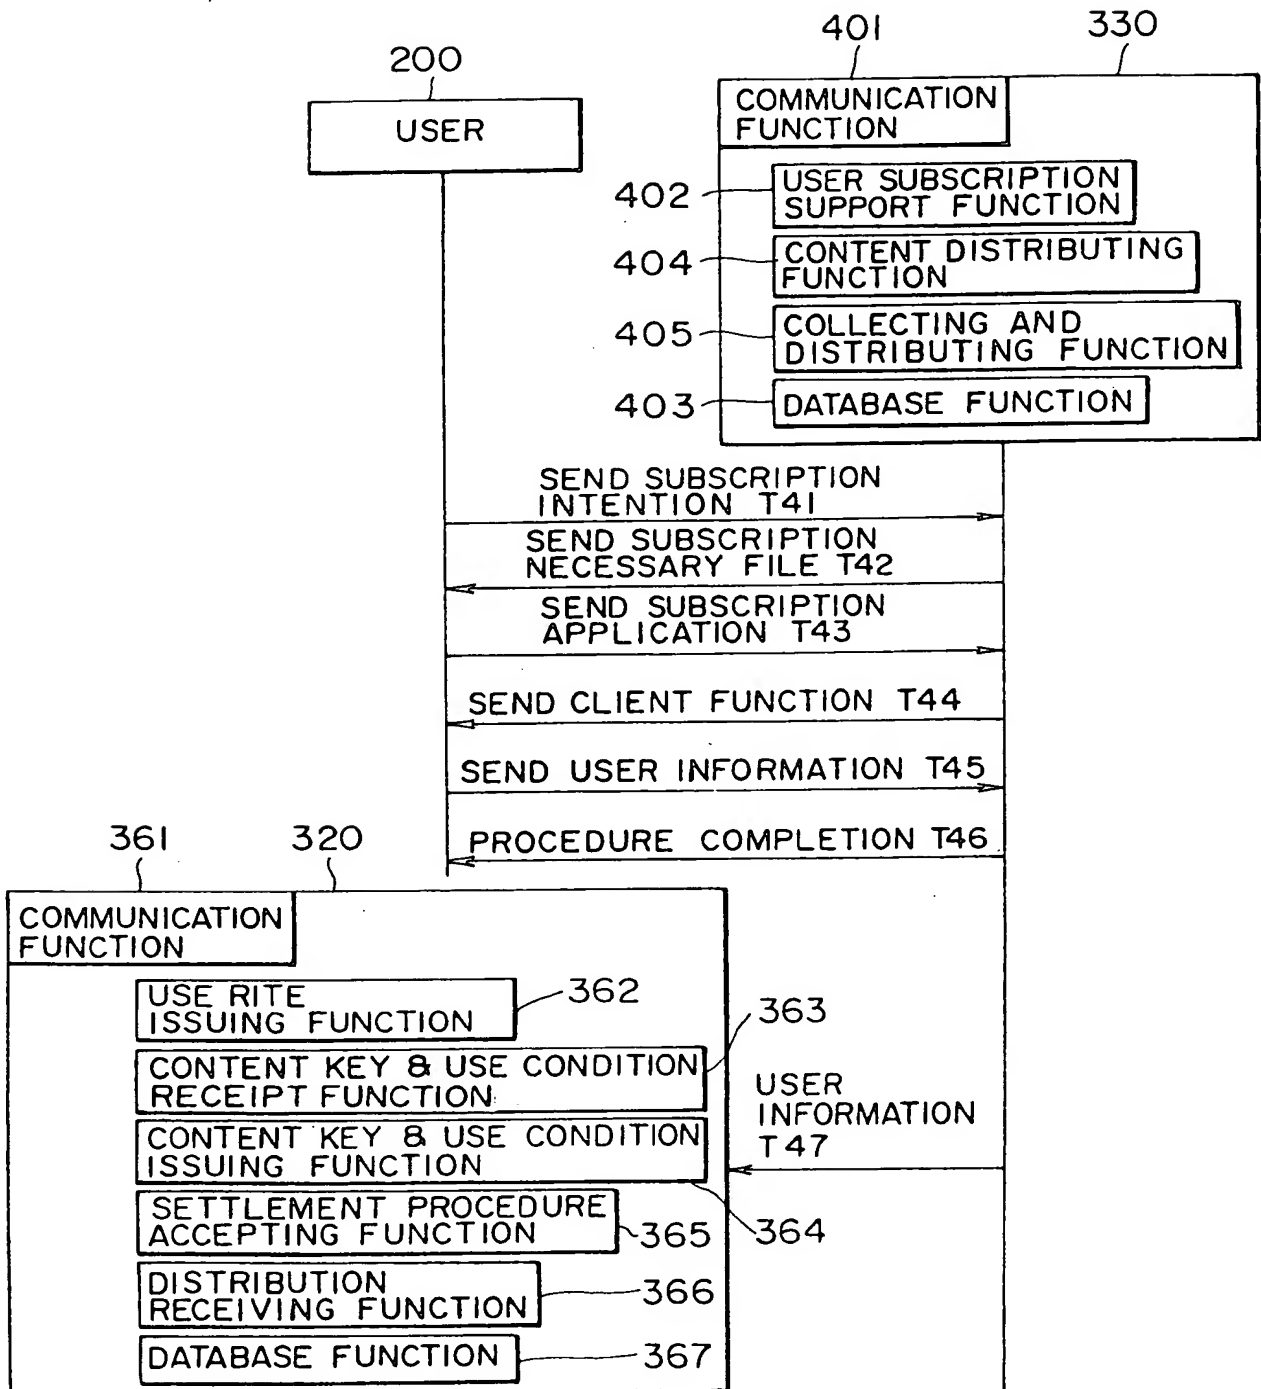 401
330
200
USER
COMMUNICATION
FUNCTION
402
USER SUBSCRIPTION
SUPPORT FUNCTION
404
CONTENT DISTRIBUTING
FUNCTION
405
COLLECTING AND
DISTRIBUTING FUNCTION
403
DATABASE FUNCTION
SEND SUBSCRIPTION
INTENTION T41
SEND SUBSCRIPTION
NECESSARY FILE T42
SEND SUBSCRIPTION
APPLICATION T43
SEND CLIENT FUNCTION T44
SEND USER INFORMATION T45
PROCEDURE COMPLETION T46
361
320
COMMUNICATION
FUNCTION
USE RITE
ISSUING FUNCTION
362
363
CONTENT KEY & USE CONDITION
RECEIPT FUNCTION
USER
INFORMATION
T47
CONTENT KEY & USE CONDITION
ISSUING FUNCTION
364
SETTLEMENT PROCEDURE
ACCEPTING FUNCTION
365
DISTRIBUTION
RECEIVING FUNCTION
366
DATABASE FUNCTION
367